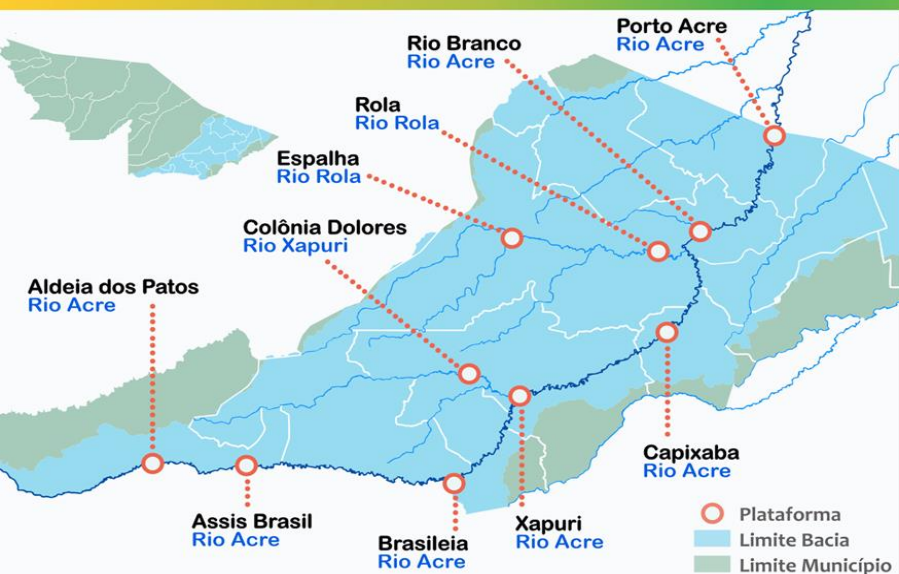 Porto Acre
Rio Acre
Rio Branco
Rio Acre
Rola
Rio Rola
Espalha
Rio Rola
Colônia Dolores
Rio Xapuri
Aldeia dos Patos
Rio Acre
Assis Brasil
Rio Acre
Brasileia
Rio Acre
Xapuri
Rio Acre
Capixaba
Rio Acre
Plataforma
Limite Bacia
Limite Município